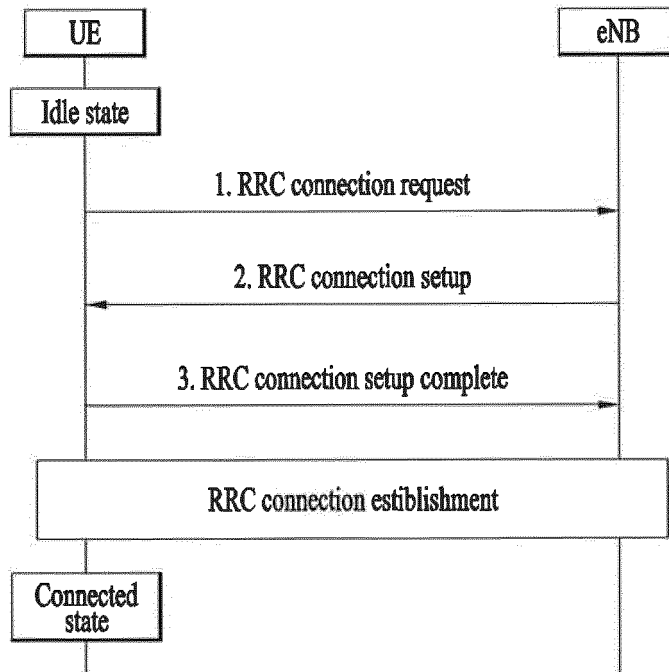 UE
eNB
Idle state
1. RRC connection request
2. RRC connection setup
3. RRC connection setup complete
RRC connection estiblishment
Connected
state